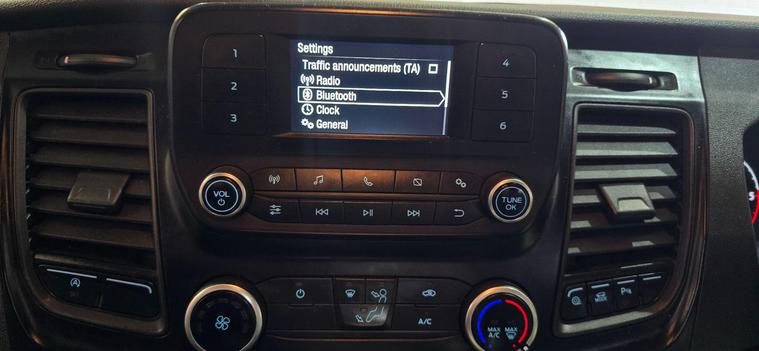 Settings
Traffic announcements (TA)
Radio
Bluetooth
Clock
General
1
2
3
4
5
6
VOL
TUNE
OK
A
A/C
MAX
A/C
MAX
P
5